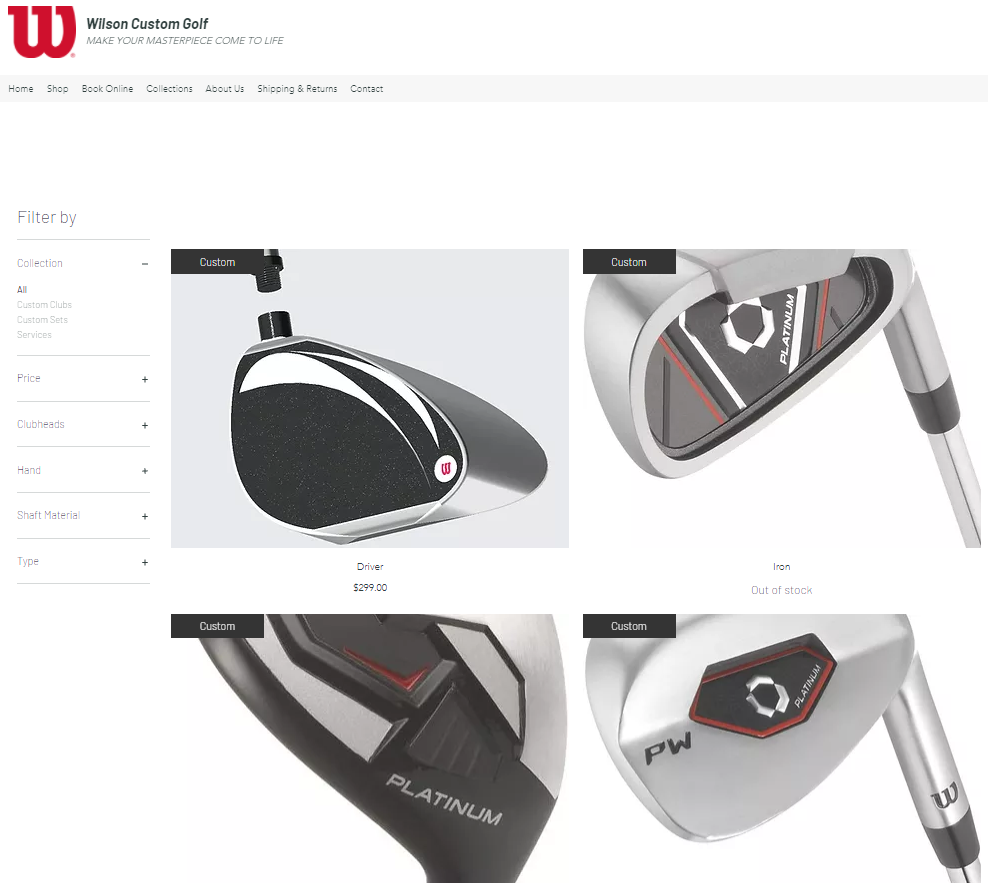 W
Wilson Custom Golf
MAKE YOUR MASTERPIECE COME TO LIFE
Home Shop Book Online Collections About Us Shipping & Returns Contact
Filter by
Collection −
All
Custom Clubs
Custom Sets
Services
Price +
Clubheads +
Hand +
Shaft Material +
Type +
Custom
W
Driver
$299.00
Custom
PLATINUM
Iron
Out of stock
Custom
PLATINUM
Custom
PLATINUM
PW
W